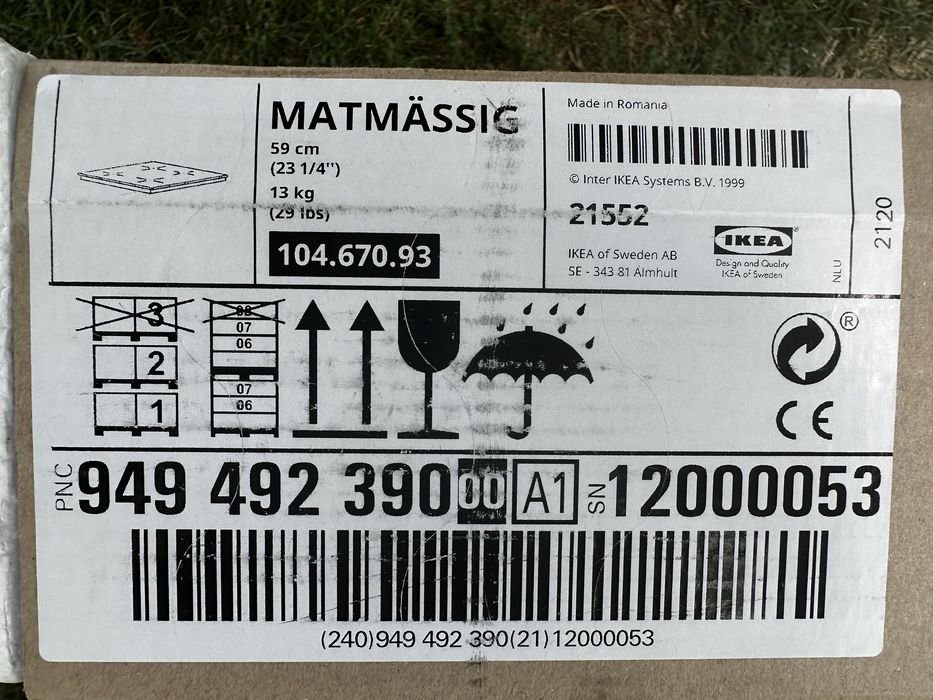 MATMÄSSIG
59 cm
(23 1/4'')
13 kg
(29 lbs)
104.670.93
Made in Romania
© Inter IKEA Systems B.V. 1999
21552
IKEA of Sweden AB
SE - 343 81 Älmhult
IKEA®
Design and Quality
IKEA of Sweden
NLU
2120
3
2
1
08
07
06
07
06
®
CE
PNC 949 492 390 00 A1 SN 12000053
(240)949 492 390(21)12000053